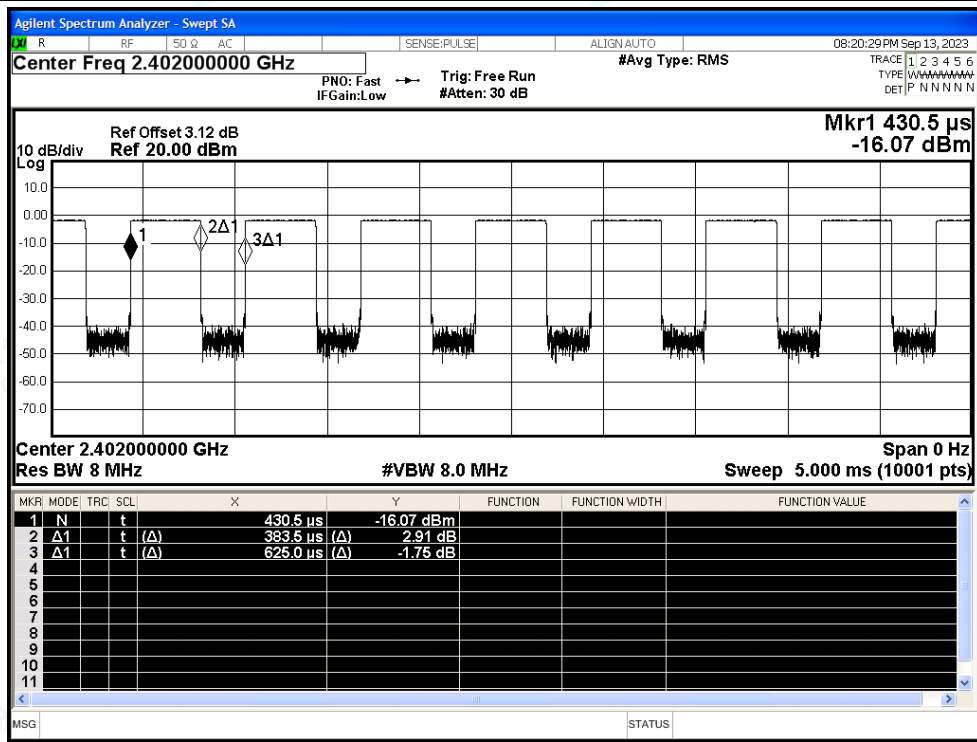 Agilent Spectrum Analyzer - Swept SA
LXI R RF 50 Ω AC SENSE:PULSE ALIGN AUTO 08:20:29 PM Sep 13, 2023
Center Freq 2.402000000 GHz
PNO: Fast
IFGain:Low
Trig: Free Run
#Atten: 30 dB
#Avg Type: RMS
TRACE 1 2 3 4 5 6
TYPE
DET P N N N N N
Ref Offset 3.12 dB
10 dB/div Ref 20.00 dBm
Log
Mkr1 430.5 µs
-16.07 dBm
10.0
0.00
-10.0
-20.0
-30.0
-40.0
-50.0
-60.0
-70.0
1
2Δ1
3Δ1
Center 2.402000000 GHz Span 0 Hz
Res BW 8 MHz #VBW 8.0 MHz Sweep 5.000 ms (10001 pts)
MKR MODE TRC SCL X Y FUNCTION FUNCTION WIDTH FUNCTION VALUE
1 N t 430.5 µs -16.07 dBm
2 Δ1 t (Δ) 383.5 µs (Δ) 2.91 dB
3 Δ1 t (Δ) 625.0 µs (Δ) -1.75 dB
4
5
6
7
8
9
10
11
MSG STATUS